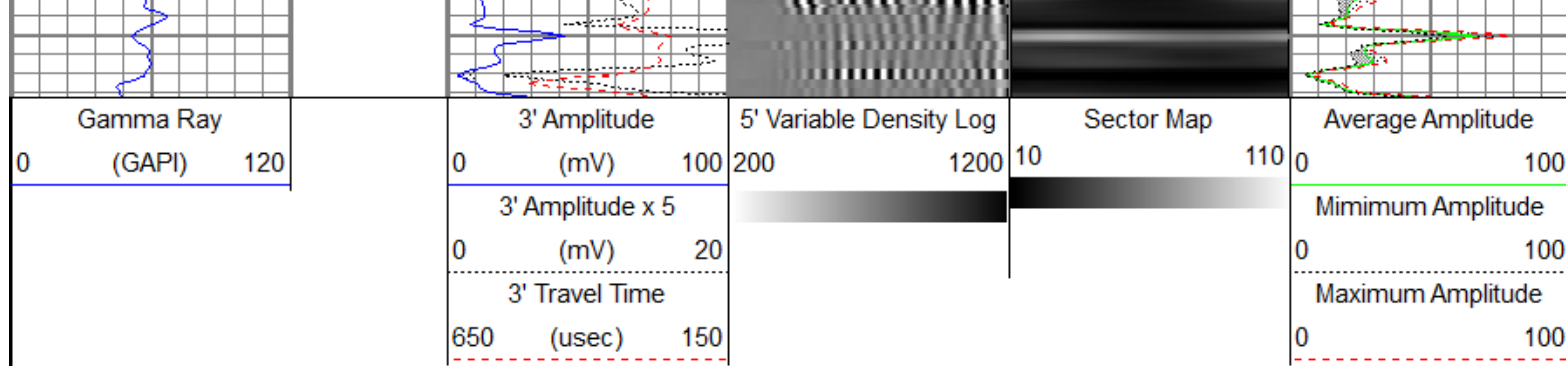 Gamma Ray
0 (GAPI) 120
3' Amplitude
0 (mV) 100
3' Amplitude x 5
0 (mV) 20
3' Travel Time
650 (usec) 150
5' Variable Density Log
200 1200
Sector Map
10 110
Average Amplitude
0 100
Mimimum Amplitude
0 100
Maximum Amplitude
0 100